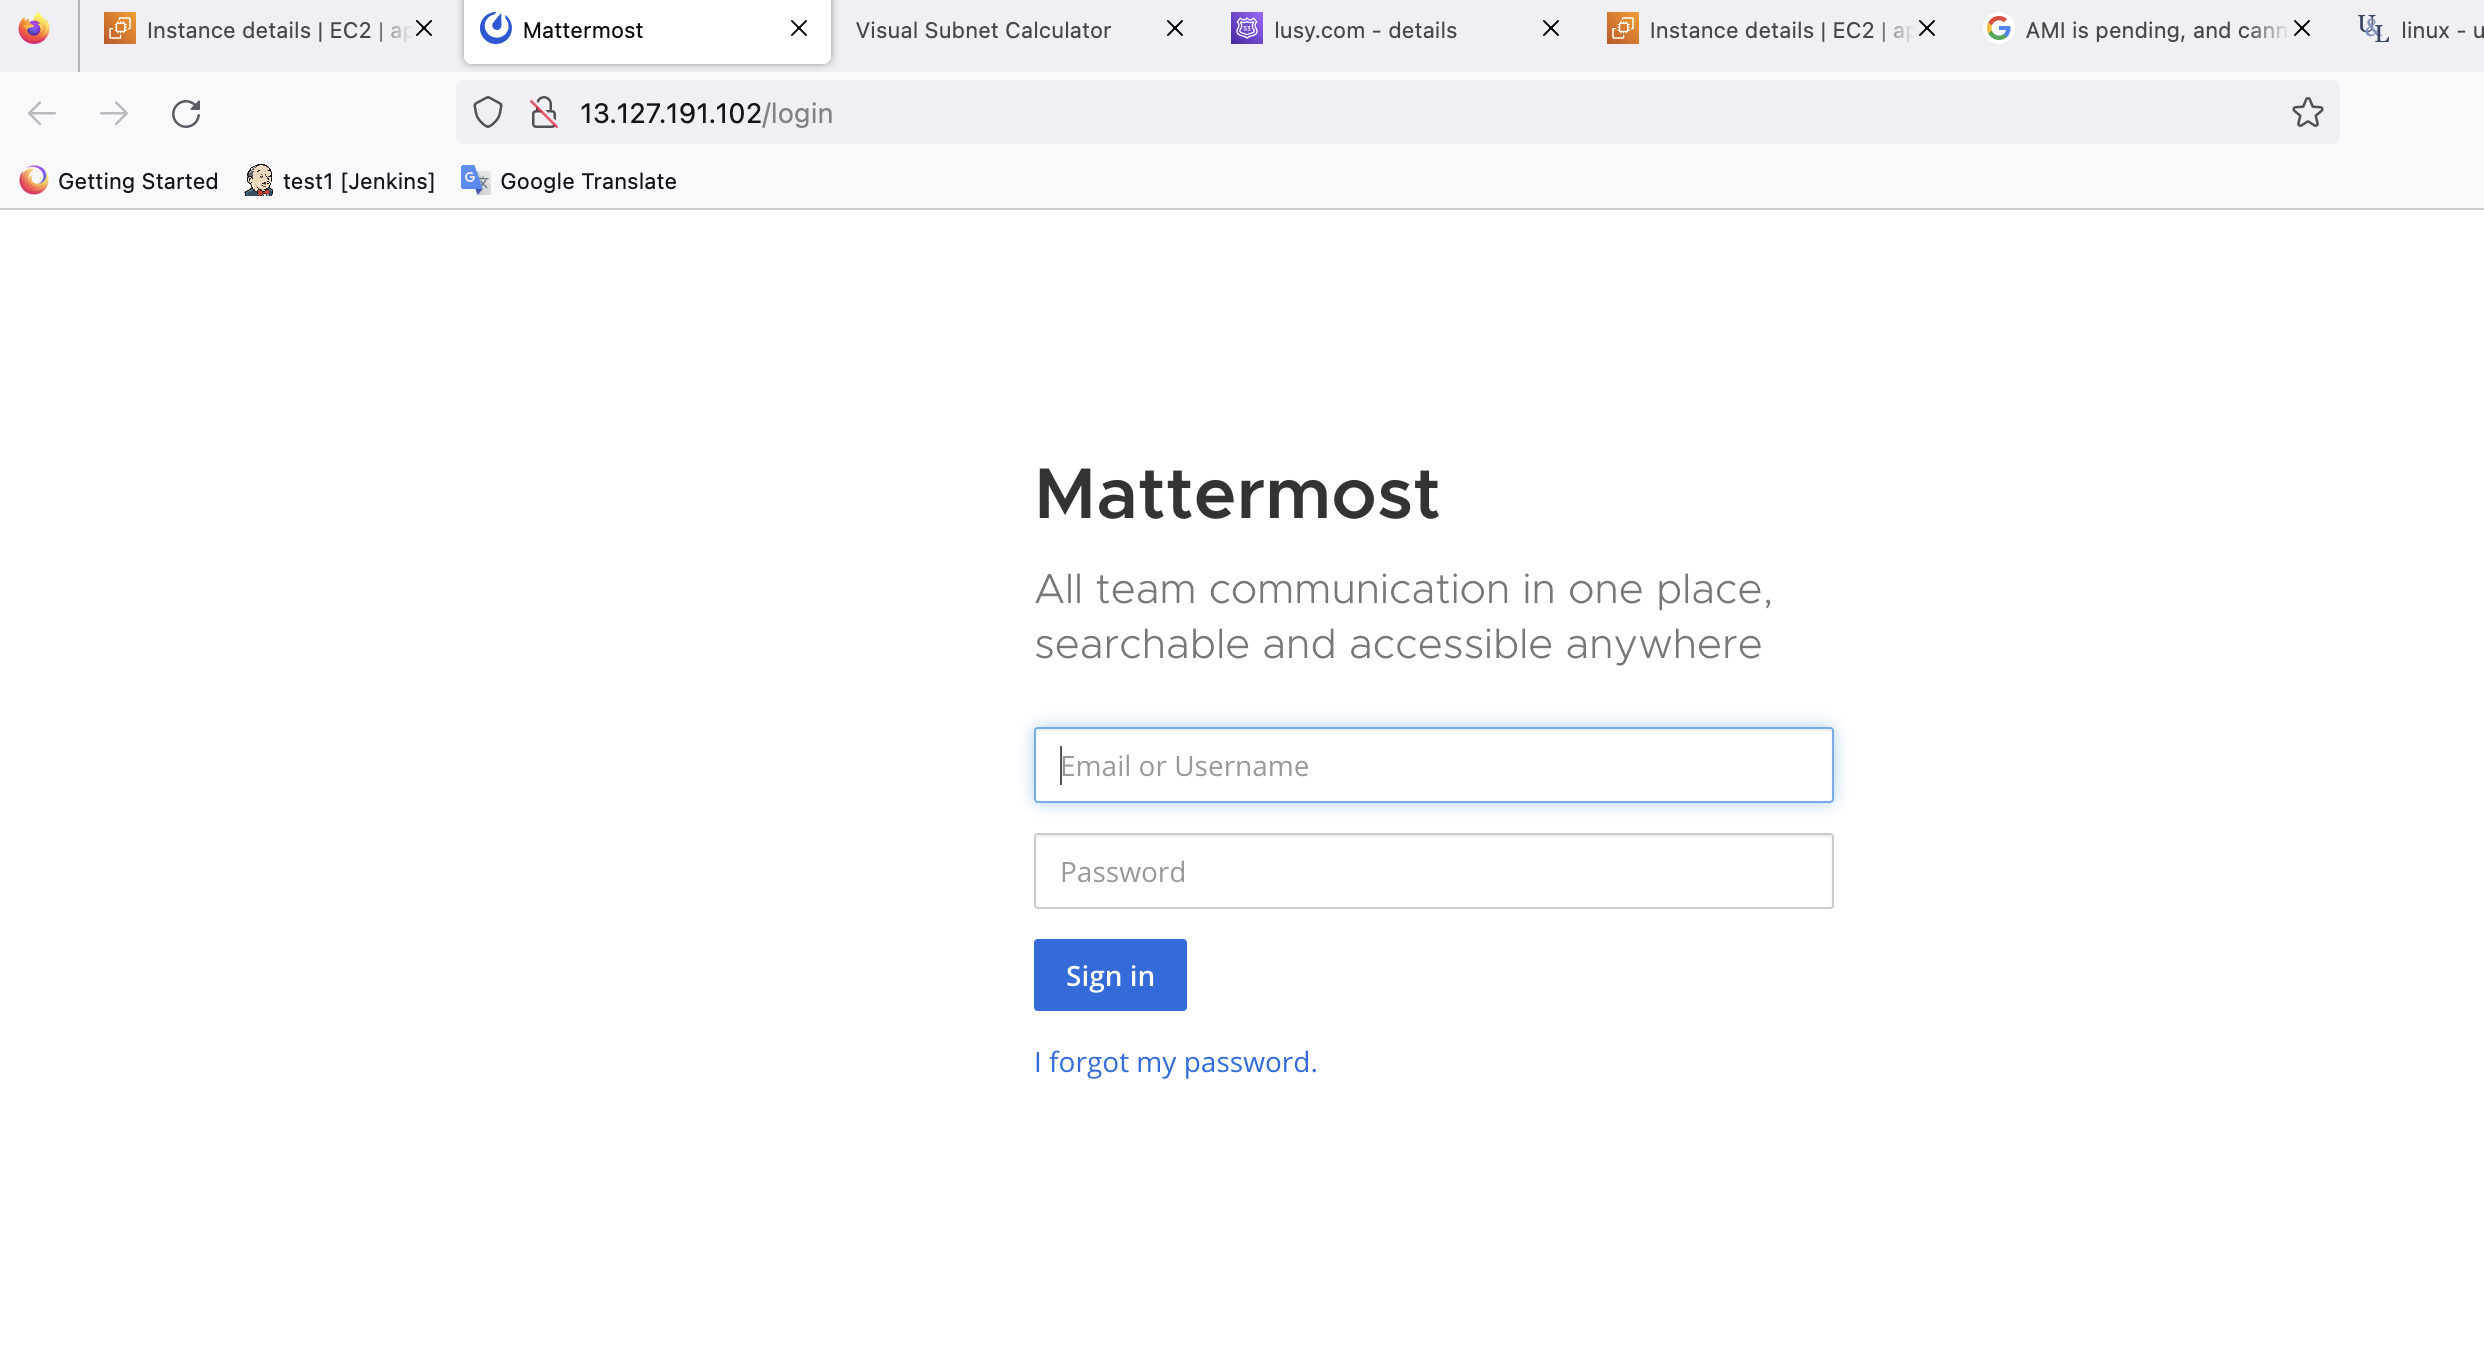 Instance details | EC2 | ap
Mattermost
Visual Subnet Calculator
lusy.com - details
Instance details | EC2 | ap
AMI is pending, and cann
linux - u
13.127.191.102/login
Getting Started
test1 [Jenkins]
Google Translate
Mattermost
All team communication in one place,
searchable and accessible anywhere
Email or Username
Password
Sign in
I forgot my password.